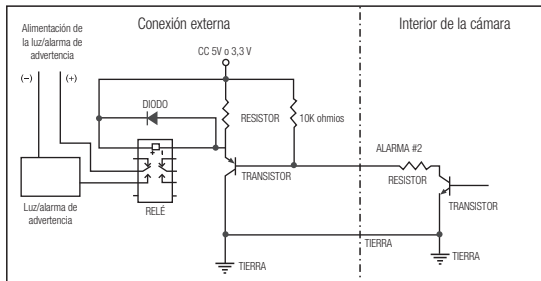 Conexión externa
Interior de la cámara
Alimentación de
la luz/alarma de
advertencia
CC 5V o 3,3 V
(–)
(+)
DIODO
RESISTOR
10K ohmios
ALARMA #2
RESISTOR
TRANSISTOR
TRANSISTOR
Luz/alarma de
advertencia
RELÉ
TIERRA
TIERRA
TIERRA